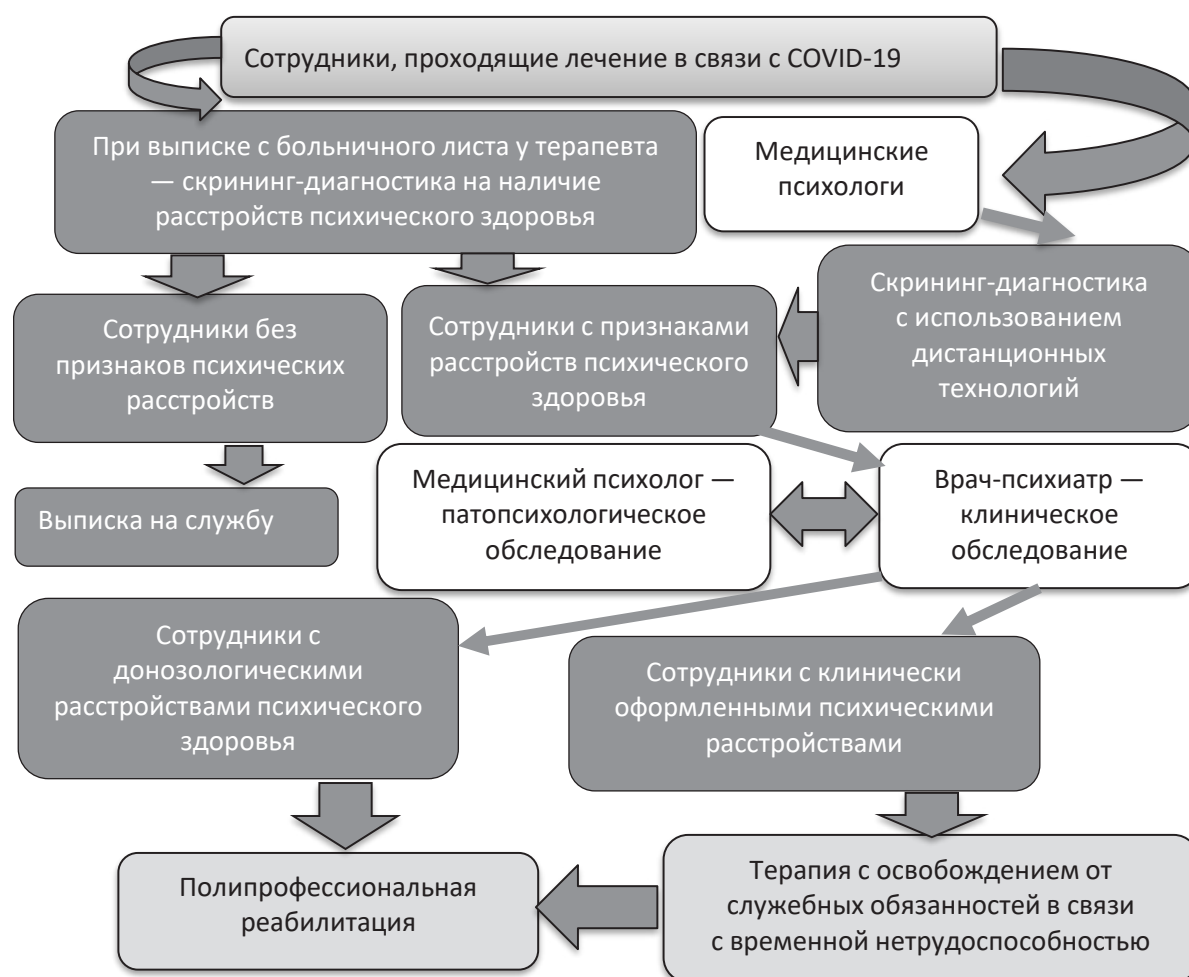 Сотрудники, проходящие лечение в связи с COVID-19
При выписке с больничного листа у терапевта
— скрининг-диагностика на наличие
расстройств психического здоровья
Медицинские
психологи
Сотрудники без
признаков психических
расстройств
Сотрудники с признаками
расстройств психического
здоровья
Скрининг-диагностика
с использованием
дистанционных
технологий
Выписка на службу
Медицинский психолог —
патопсихологическое
обследование
Врач-психиатр —
клиническое
обследование
Сотрудники с
донозологическими
расстройствами психического
здоровья
Сотрудники с клинически
оформленными психическими
расстройствами
Полипрофессиональная
реабилитация
Терапия с освобождением от
служебных обязанностей в связи
с временной нетрудоспособностью